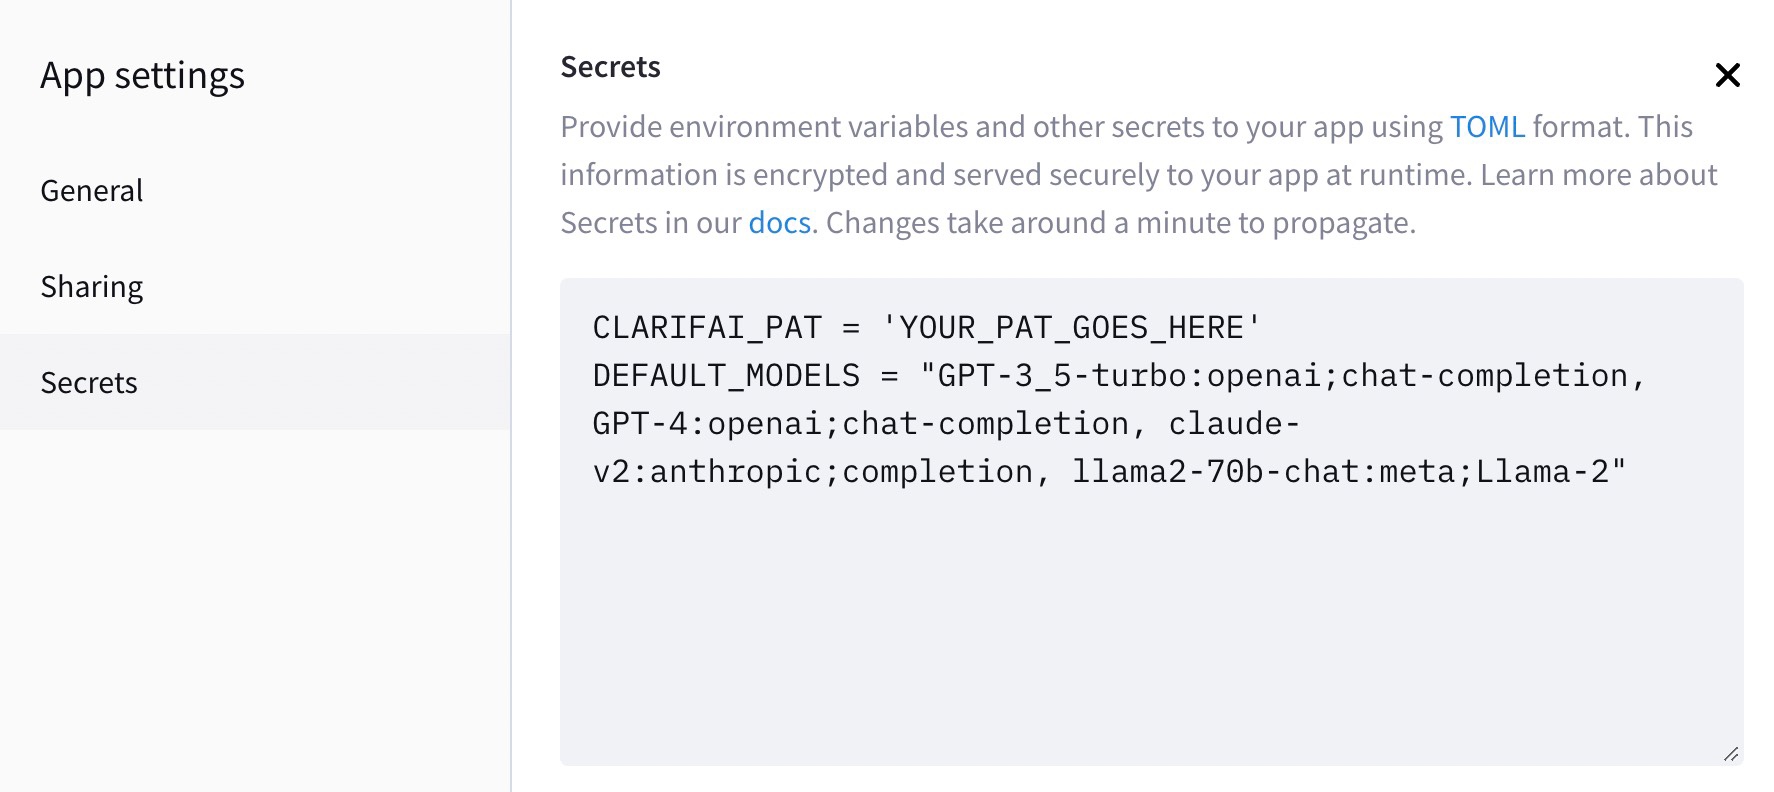 App settings
General
Sharing
Secrets
Secrets
Provide environment variables and other secrets to your app using TOML format. This
information is encrypted and served securely to your app at runtime. Learn more about
Secrets in our docs. Changes take around a minute to propagate.
CLARIFAI_PAT = 'YOUR_PAT_GOES_HERE'
DEFAULT_MODELS = "GPT-3_5-turbo:openai;chat-completion,
GPT-4:openai;chat-completion, claude-
v2:anthropic;completion, llama2-70b-chat:meta;Llama-2"